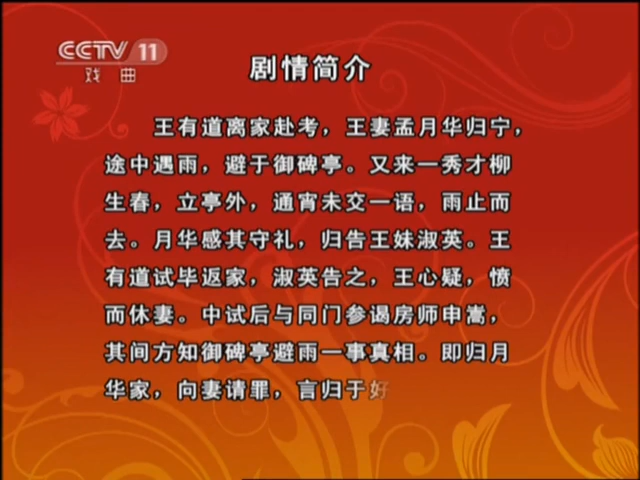 CCTV 11
戏曲
剧情简介
王有道离家赴考，王妻孟月华归宁，
途中遇雨，避于御碑亭。又来一秀才柳
生春，立亭外，通宵未交一语，雨止而
去。月华感其守礼，归告王妹淑英。王
有道试毕返家，淑英告之，王心疑，愤
而休妻。中试后与同门参谒房师申嵩，
其间方知御碑亭避雨一事真相。即归月
华家，向妻请罪，言归于好